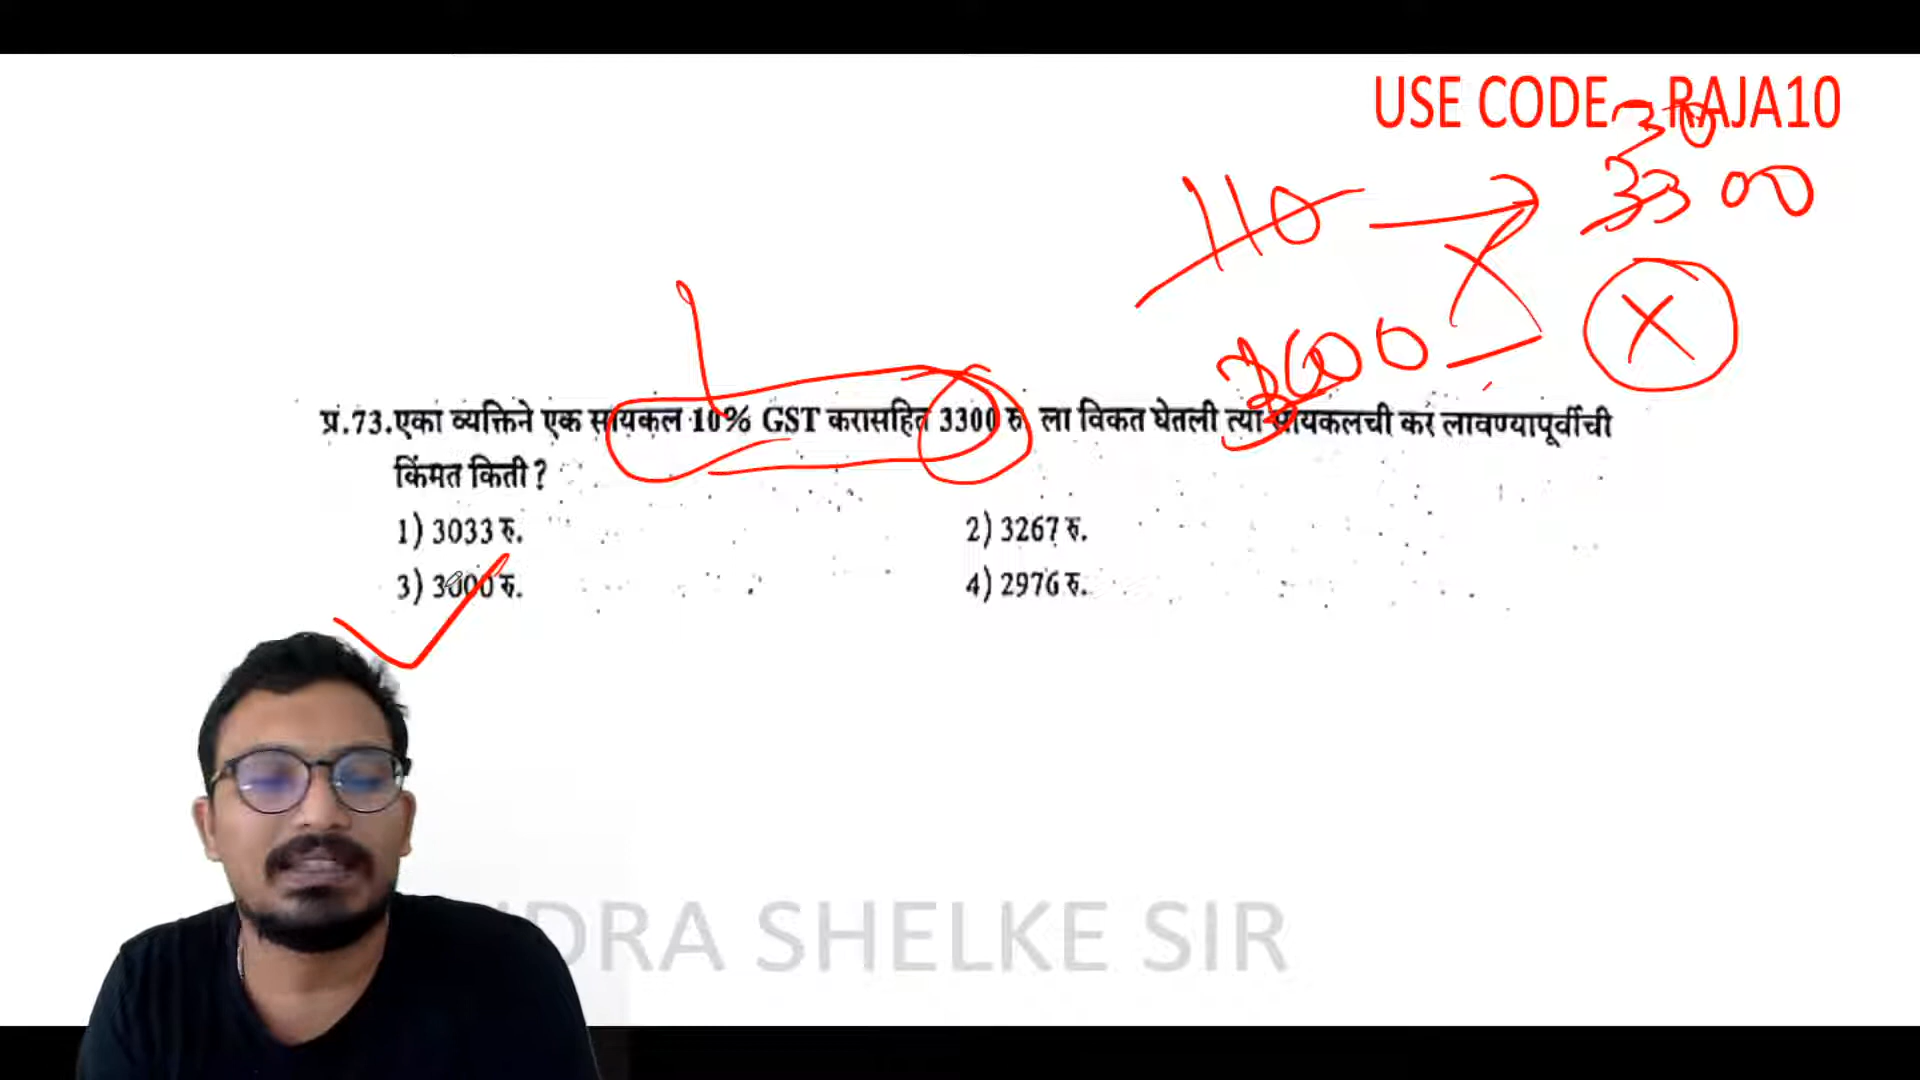 USE CODE - RAJA10
30
110 → 3300
3000 X
प्र.73.एका व्यक्तिने एक सायकल 10% GST करासहित 3300 रु. ला विकत घेतली त्या सायकलची कर लावण्यापूर्वीची
किंमत किती ?
1) 3033 रु.
2) 3267 रु.
3) 3000 रु.
4) 2976 रु.
DRA SHELKE SIR